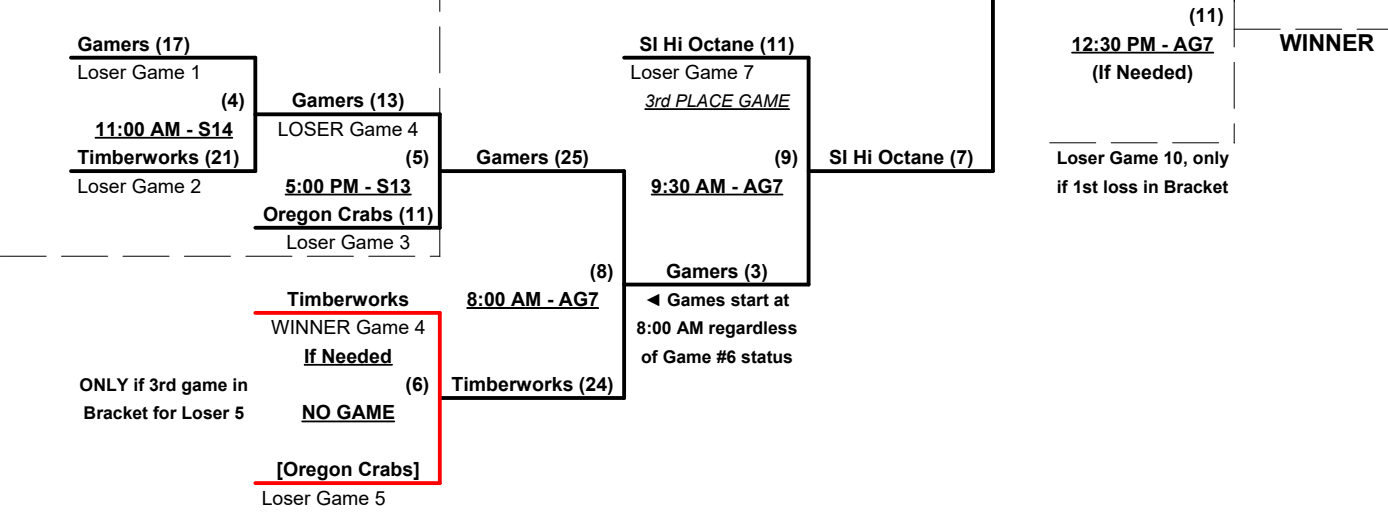 (11)
12:30 PM - AG7
(If Needed)
WINNER
Gamers (17)
Loser Game 1
(4)
11:00 AM - S14
Timberworks (21)
Loser Game 2
Gamers (13)
LOSER Game 4
(5)
5:00 PM - S13
Oregon Crabs (11)
Loser Game 3
Gamers (25)
SI Hi Octane (11)
Loser Game 7
3rd PLACE GAME
(9)
9:30 AM - AG7
SI Hi Octane (7)
Loser Game 10, only
if 1st loss in Bracket
(8)
8:00 AM - AG7
Gamers (3)
◄ Games start at
8:00 AM regardless
of Game #6 status
Timberworks
WINNER Game 4
If Needed
ONLY if 3rd game in
Bracket for Loser 5
(6)
NO GAME
Timberworks (24)
[Oregon Crabs]
Loser Game 5